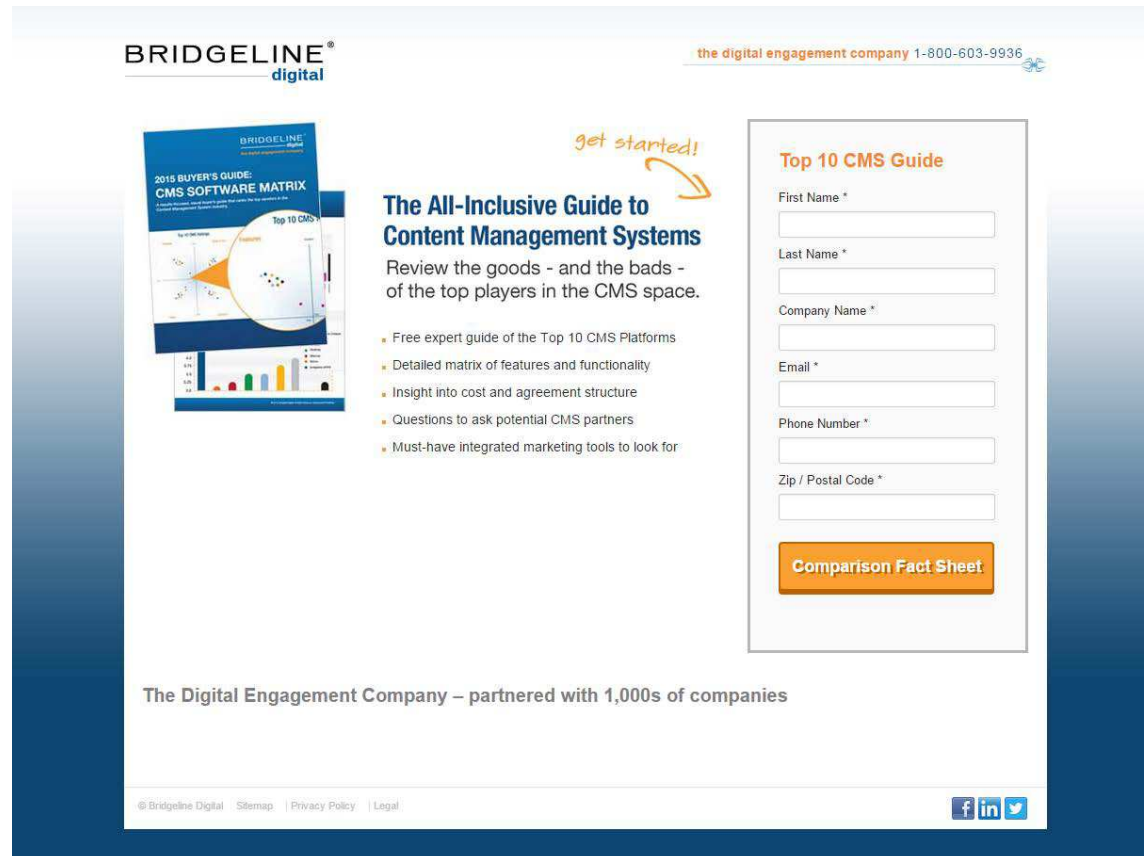 BRIDGELINE®
digital
the digital engagement company 1-800-603-9936
BRIDGELINE
digital
2015 BUYER'S GUIDE:
CMS SOFTWARE MATRIX
Top 10 CMS
get started!
The All-Inclusive Guide to
Content Management Systems
Review the goods - and the bads -
of the top players in the CMS space.
Free expert guide of the Top 10 CMS Platforms
Detailed matrix of features and functionality
Insight into cost and agreement structure
Questions to ask potential CMS partners
Must-have integrated marketing tools to look for
Top 10 CMS Guide
First Name *
Last Name *
Company Name *
Email *
Phone Number *
Zip / Postal Code *
Comparison Fact Sheet
The Digital Engagement Company – partnered with 1,000s of companies
© Bridgeline Digital Sitemap | Privacy Policy | Legal